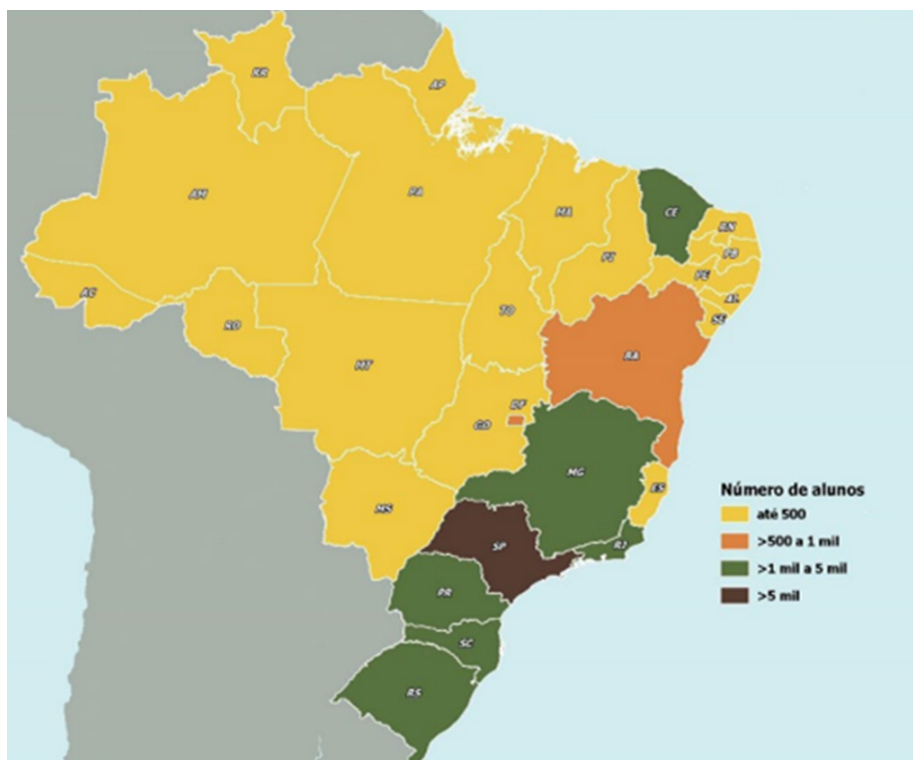 RR
AP
AM
PA
MA
CE
RN
PB
PI
PE
AL
SE
AC
RO
TO
BA
MT
DF
GO
MG
ES
MS
SP
RJ
PR
SC
RS
Número de alunos
até 500
>500 a 1 mil
>1 mil a 5 mil
>5 mil